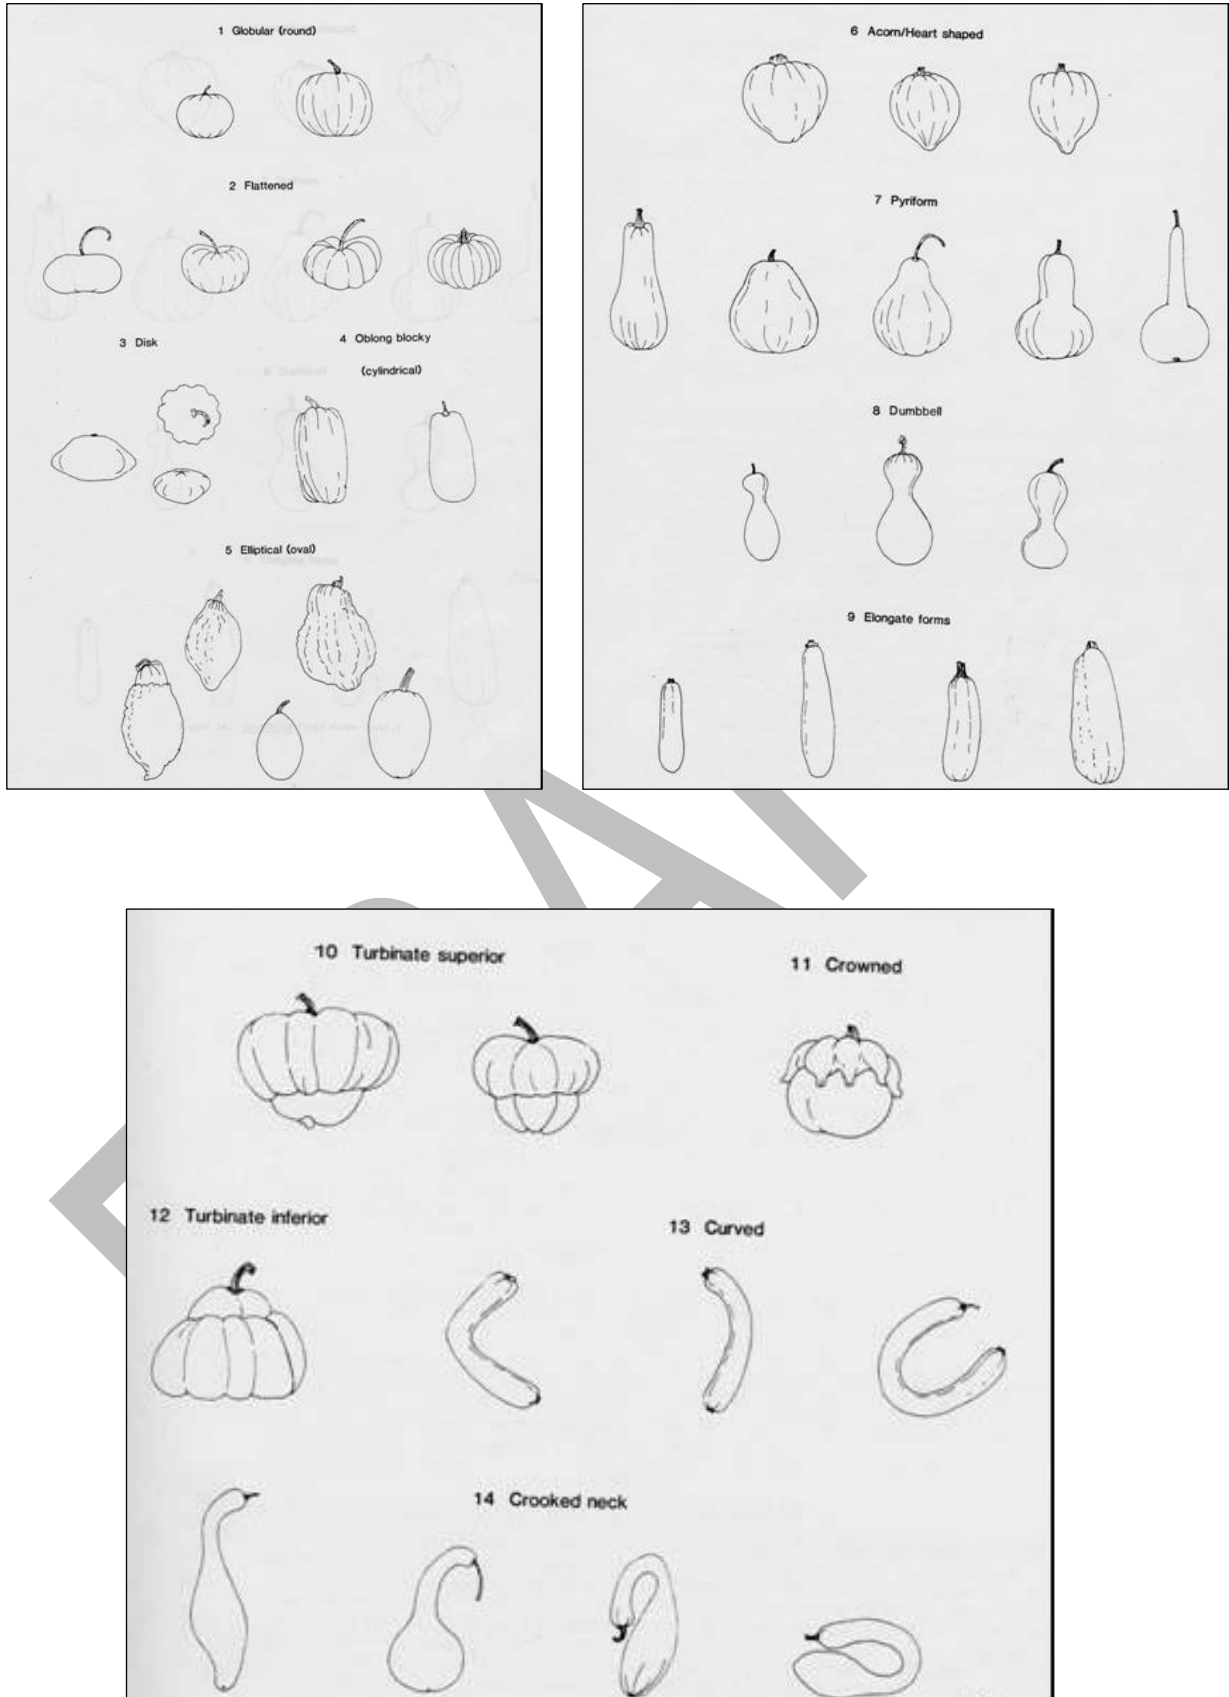 1 Globular (round)
2 Flattened
3 Disk
4 Oblong blocky
(cylindrical)
5 Elliptical (oval)
6 Acorn/Heart shaped
7 Pyriform
8 Dumbbell
9 Elongate forms
10 Turbinate superior
11 Crowned
12 Turbinate inferior
13 Curved
14 Crooked neck